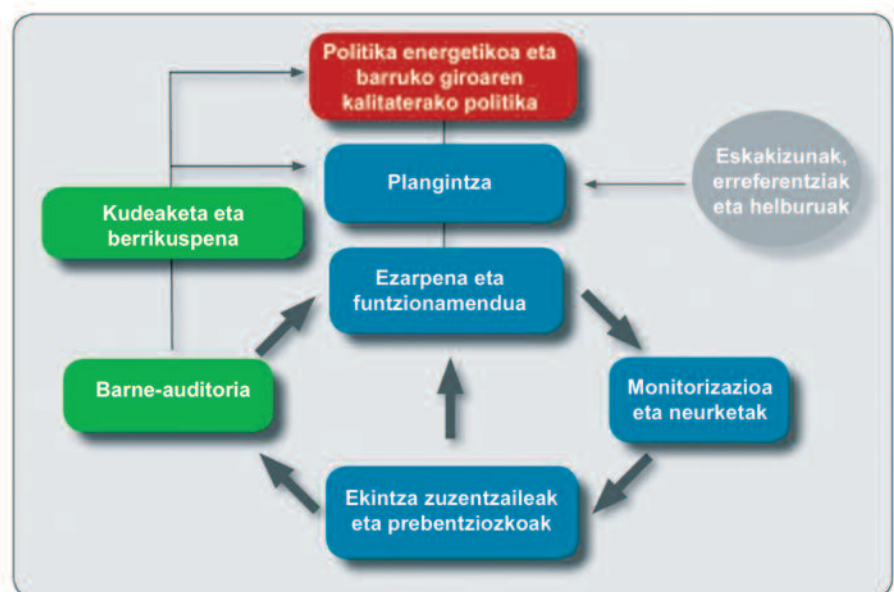 Politika energetikoa eta
barruko giroaren
kalitaterako politika
Plangintza
Eskakizunak,
erreferentziak
eta helburuak
Kudeaketa eta
berrikuspena
Ezarpena eta
funtzionamendua
Barne-auditoria
Monitorizazioa
eta neurketak
Ekintza zuzentzaileak
eta prebentziozkoak